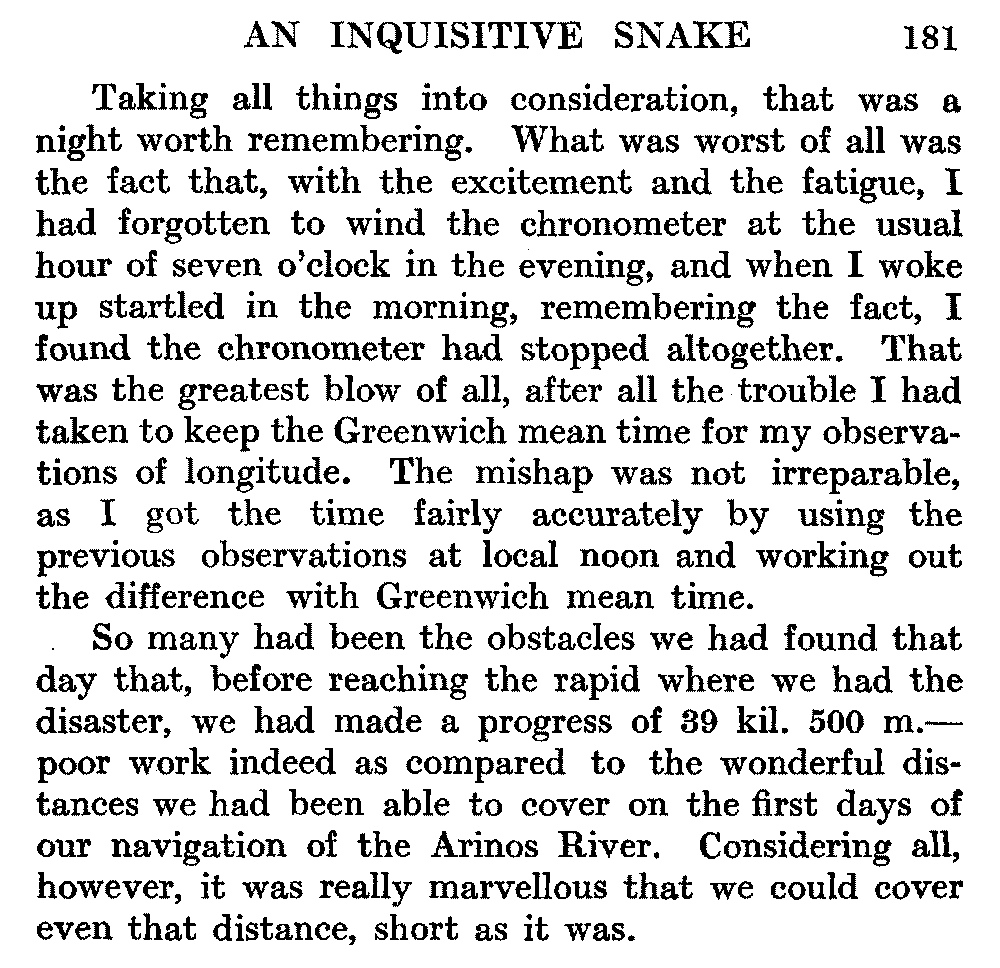 AN INQUISITIVE SNAKE 181
Taking all things into consideration, that was a
night worth remembering. What was worst of all was
the fact that, with the excitement and the fatigue, I
had forgotten to wind the chronometer at the usual
hour of seven o'clock in the evening, and when I woke
up startled in the morning, remembering the fact, I
found the chronometer had stopped altogether. That
was the greatest blow of all, after all the trouble I had
taken to keep the Greenwich mean time for my observa-
tions of longitude. The mishap was not irreparable,
as I got the time fairly accurately by using the
previous observations at local noon and working out
the difference with Greenwich mean time.
So many had been the obstacles we had found that
day that, before reaching the rapid where we had the
disaster, we had made a progress of 39 kil. 500 m.—
poor work indeed as compared to the wonderful dis-
tances we had been able to cover on the first days of
our navigation of the Arinos River. Considering all,
however, it was really marvellous that we could cover
even that distance, short as it was.